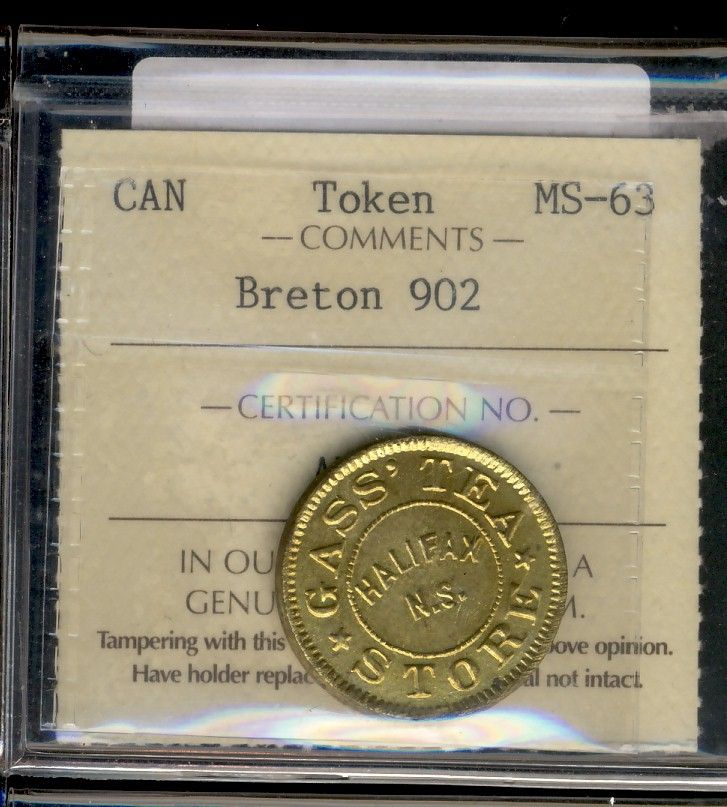 CAN Token MS-63
— COMMENTS —
Breton 902
— CERTIFICATION NO. —
GASS' TEA
STORE
HALIFAX
N.S.
IN OU A
GENU M.
Tampering with this ove opinion.
Have holder replac al not intact.